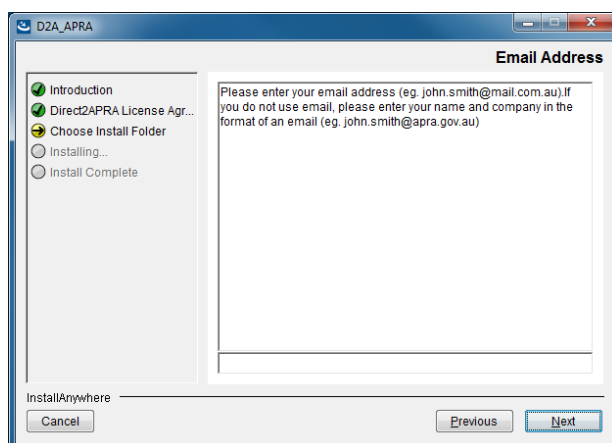 D2A_APRA
Email Address
Introduction
Direct2APRA License Agr...
Choose Install Folder
Installing...
Install Complete
Please enter your email address (eg. john.smith@mail.com.au).If
you do not use email, please enter your name and company in the
format of an email (eg. john.smith@apra.gov.au)
InstallAnywhere
Cancel
Previous
Next